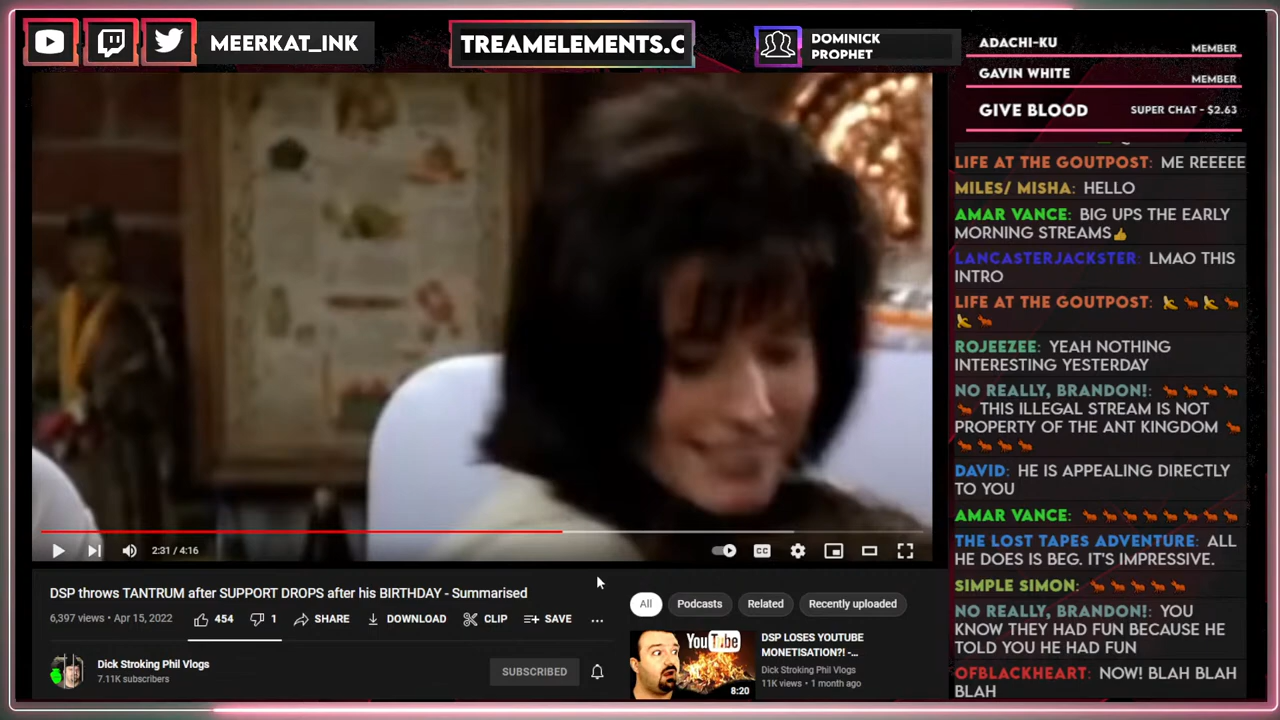 MEERKAT_INK
TREAMELEMENTS.C
DOMINICK
PROPHET
ADACHI-KU
MEMBER
GAVIN WHITE
MEMBER
GIVE BLOOD
SUPER CHAT - $2.63
LIFE AT THE GOUTPOST: ME REEEEE
MILES/ MISHA: HELLO
AMAR VANCE: BIG UPS THE EARLY
MORNING STREAMS👍
LANCASTERJACKSTER: LMAO THIS
INTRO
LIFE AT THE GOUTPOST: 🍌🐜🍌🐜
🍌🐜
ROJEEZEE: YEAH NOTHING
INTERESTING YESTERDAY
NO REALLY, BRANDON!: 🐜🐜🐜🐜
🐜 THIS ILLEGAL STREAM IS NOT
PROPERTY OF THE ANT KINGDOM 🐜
🐜🐜🐜🐜
DAVID: HE IS APPEALING DIRECTLY
TO YOU
AMAR VANCE: 🐜🐜🐜🐜🐜🐜🐜🐜
THE LOST TAPES ADVENTURE: ALL
HE DOES IS BEG. IT'S IMPRESSIVE.
SIMPLE SIMON: 🐜🐜🐜🐜🐜
NO REALLY, BRANDON!: YOU
KNOW THEY HAD FUN BECAUSE HE
TOLD YOU HE HAD FUN
OFBLACKHEART: NOW! BLAH BLAH
BLAH
2:31 / 4:16
CC
DSP throws TANTRUM after SUPPORT DROPS after his BIRTHDAY - Summarised
6,397 views • Apr 15, 2022
454
1
SHARE
DOWNLOAD
CLIP
SAVE
...
Dick Stroking Phil Vlogs
7.11K subscribers
SUBSCRIBED
All
Podcasts
Related
Recently uploaded
YouTube
8:20
DSP LOSES YOUTUBE
MONETISATION?! -...
Dick Stroking Phil Vlogs
11K views • 1 month ago